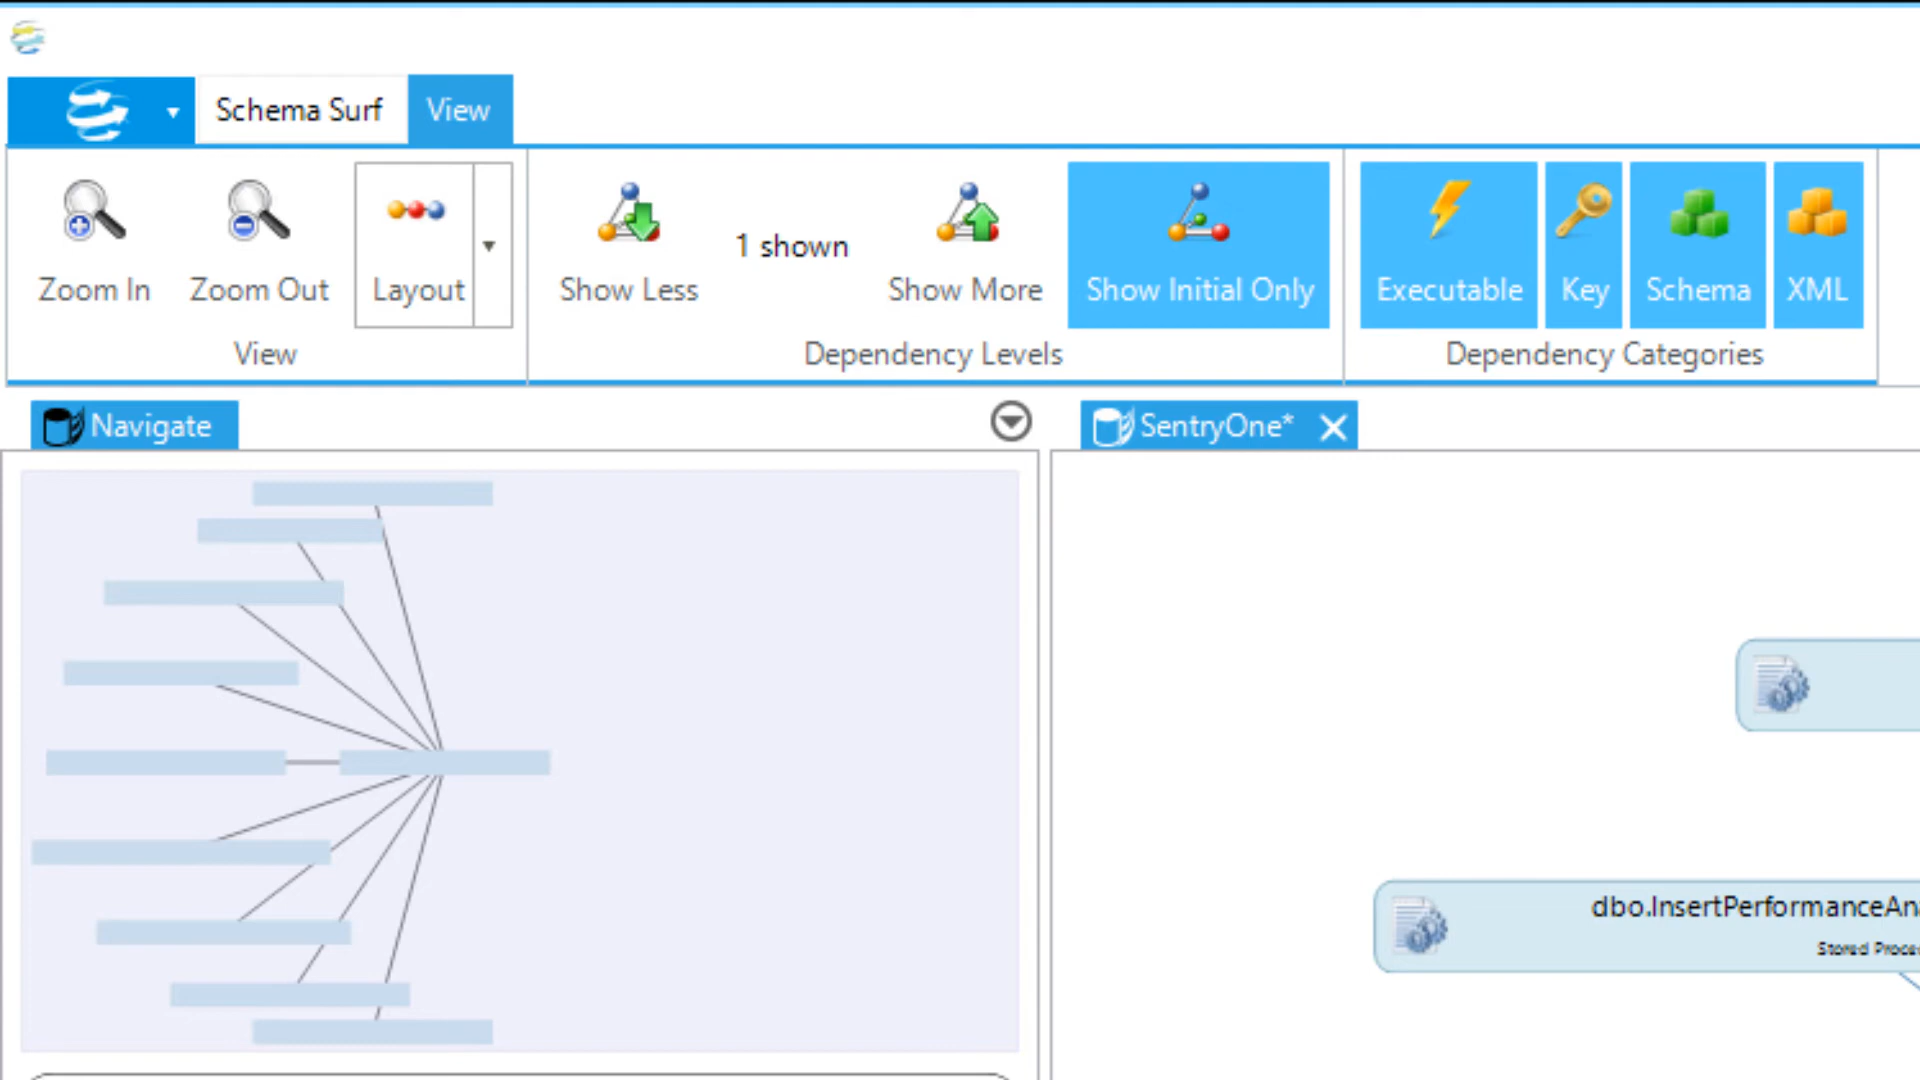 Schema Surf View
Zoom In Zoom Out Layout Show Less 1 shown Show More Show Initial Only Executable Key Schema XML
View Dependency Levels Dependency Categories
Navigate SentryOne*
dbo.InsertPerformanceAn
Stored Proce